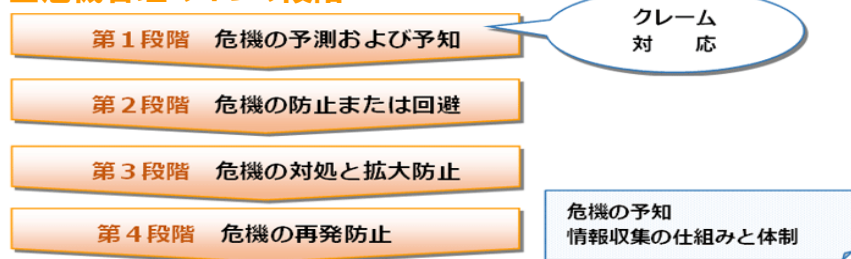 第１段階 危機の予測および予知
クレーム
対 応
第２段階 危機の防止または回避
第３段階 危機の対処と拡大防止
第４段階 危機の再発防止
危機の予知
情報収集の仕組みと体制